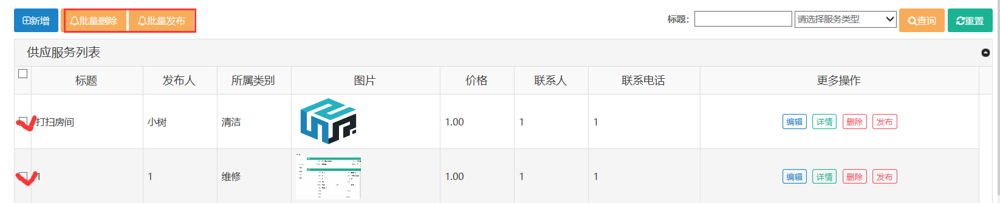 新增 批量删除 批量发布 标题: 请选择服务类型 查询 重置
供应服务列表
标题 发布人 所属类别 图片 价格 联系人 联系电话 更多操作
打扫房间 小树 清洁 1.00 1 1 编辑 详情 删除 发布
1 1 维修 1.00 1 1 编辑 详情 删除 发布